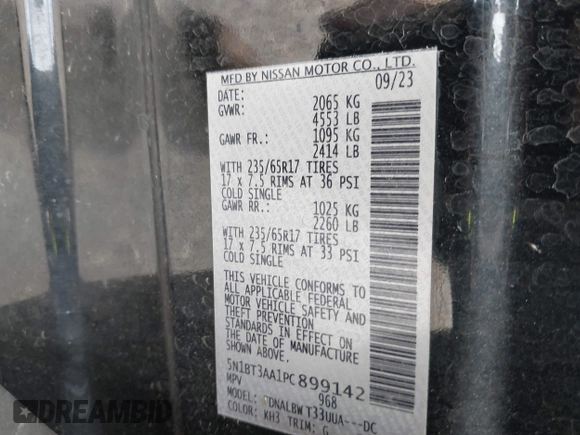 MFD BY NISSAN MOTOR CO., LTD.
DATE: 09/23
GVWR: 2065 KG
4553 LB
GAWR FR.: 1095 KG
2414 LB
WITH 235/65R17 TIRES
17 x 7.5 RIMS AT 36 PSI
COLD SINGLE
GAWR RR.: 1025 KG
2260 LB
WITH 235/65R17 TIRES
17 x 7.5 RIMS AT 33 PSI
COLD SINGLE
THIS VEHICLE CONFORMS TO
ALL APPLICABLE FEDERAL
MOTOR VEHICLE SAFETY AND
THEFT PREVENTION
STANDARDS IN EFFECT ON
THE DATE OF MANUFACTURE
SHOWN ABOVE.
5N1BT3AA1PC899142
MPV 968
MODEL: TDNALBWT33UUA---DC
COLOR: KH3 TRIM: G
© WWW.DAT.COM